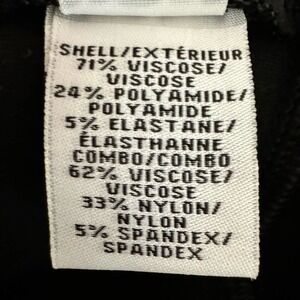 SHELL/EXTÉRIEUR
71% VISCOSE/
VISCOSE
24% POLYAMIDE/
POLYAMIDE
5% ELASTANE/
ÉLASTHANNE
COMBO/COMBO
62% VISCOSE/
VISCOSE
33% NYLON/
NYLON
5% SPANDEX/
SPANDEX